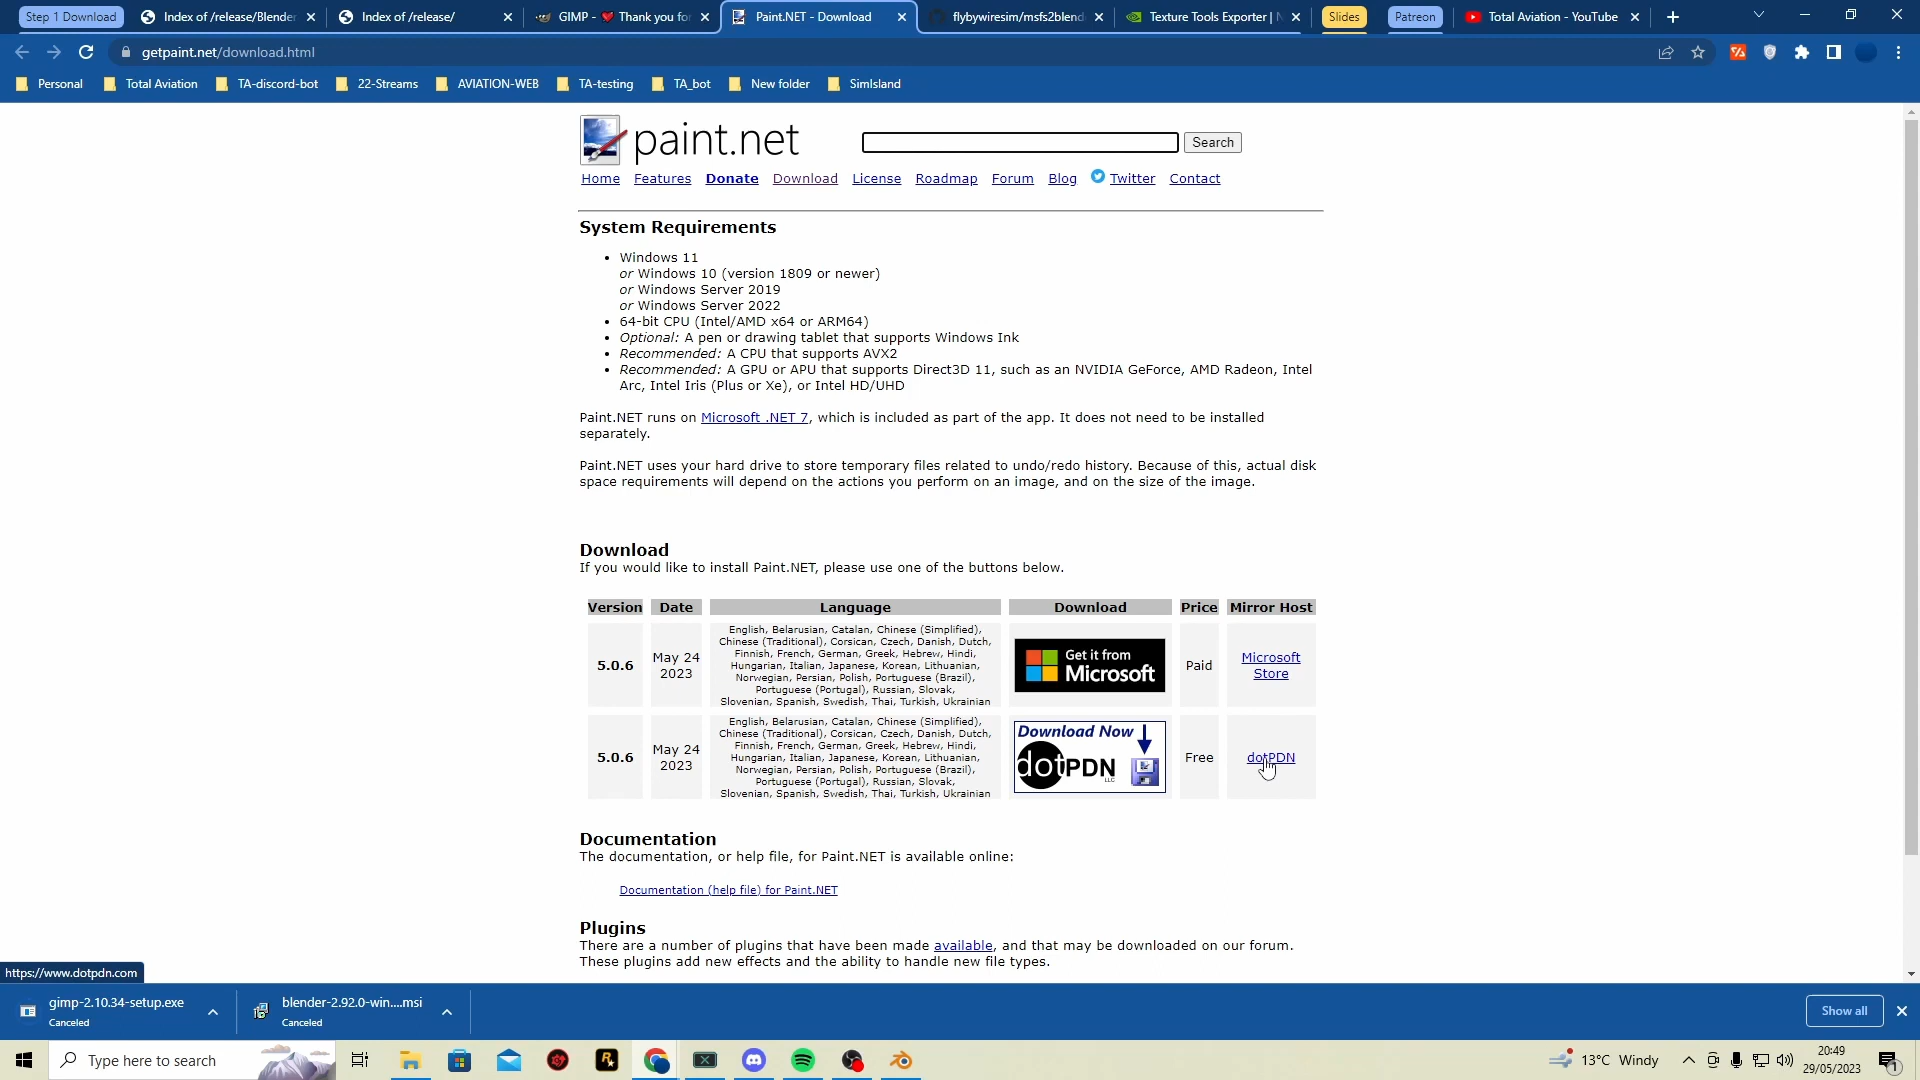 Step 1 Download
Index of /release/Blender
Index of /release/
GIMP - ❤ Thank you for
Paint.NET - Download
flybywiresim/msfs2blend
Texture Tools Exporter | N
Slides
Patreon
Total Aviation - YouTube
getpaint.net/download.html
Personal
Total Aviation
TA-discord-bot
22-Streams
AVIATION-WEB
TA-testing
TA_bot
New folder
SimIsland
paint.net
Search
Home Features Donate Download License Roadmap Forum Blog Twitter Contact
System Requirements
• Windows 11
or Windows 10 (version 1809 or newer)
or Windows Server 2019
or Windows Server 2022
• 64-bit CPU (Intel/AMD x64 or ARM64)
• Optional: A pen or drawing tablet that supports Windows Ink
• Recommended: A CPU that supports AVX2
• Recommended: A GPU or APU that supports Direct3D 11, such as an NVIDIA GeForce, AMD Radeon, Intel
Arc, Intel Iris (Plus or Xe), or Intel HD/UHD
Paint.NET runs on Microsoft .NET 7, which is included as part of the app. It does not need to be installed
separately.
Paint.NET uses your hard drive to store temporary files related to undo/redo history. Because of this, actual disk
space requirements will depend on the actions you perform on an image, and on the size of the image.
Download
If you would like to install Paint.NET, please use one of the buttons below.
Version Date Language Download Price Mirror Host
5.0.6
May 24
2023
English, Belarusian, Catalan, Chinese (Simplified),
Chinese (Traditional), Corsican, Czech, Danish, Dutch,
Finnish, French, German, Greek, Hebrew, Hindi,
Hungarian, Italian, Japanese, Korean, Lithuanian,
Norwegian, Persian, Polish, Portuguese (Brazil),
Portuguese (Portugal), Russian, Slovak,
Slovenian, Spanish, Swedish, Thai, Turkish, Ukrainian
Get it from
Microsoft
Paid
Microsoft
Store
5.0.6
May 24
2023
English, Belarusian, Catalan, Chinese (Simplified),
Chinese (Traditional), Corsican, Czech, Danish, Dutch,
Finnish, French, German, Greek, Hebrew, Hindi,
Hungarian, Italian, Japanese, Korean, Lithuanian,
Norwegian, Persian, Polish, Portuguese (Brazil),
Portuguese (Portugal), Russian, Slovak,
Slovenian, Spanish, Swedish, Thai, Turkish, Ukrainian
Download Now
dotPDN
LLC
Free
dotPDN
Documentation
The documentation, or help file, for Paint.NET is available online:
Documentation (help file) for Paint.NET
Plugins
There are a number of plugins that have been made available, and that may be downloaded on our forum.
These plugins add new effects and the ability to handle new file types.
https://www.dotpdn.com
gimp-2.10.34-setup.exe
Canceled
blender-2.92.0-win....msi
Canceled
Show all
Type here to search
13°C Windy
20:49
29/05/2023
1